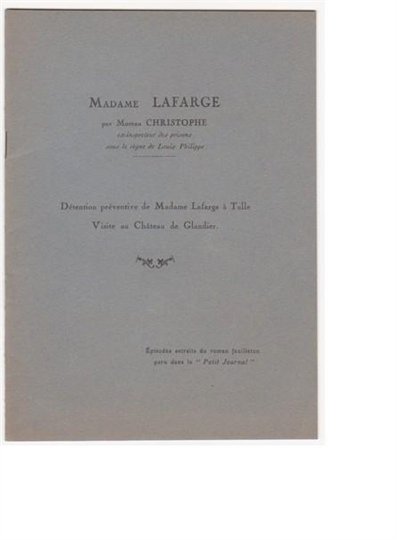 MADAME LAFARGE
par Moreau CHRISTOPHE
ex-inspecteur des prisons
sous le règne de Louis Philippe
Détention préventive de Madame Lafarge à Tulle
Visite au Château de Glandier.
Épisodes extraits du roman feuilleton
paru dans le " Petit Journal "